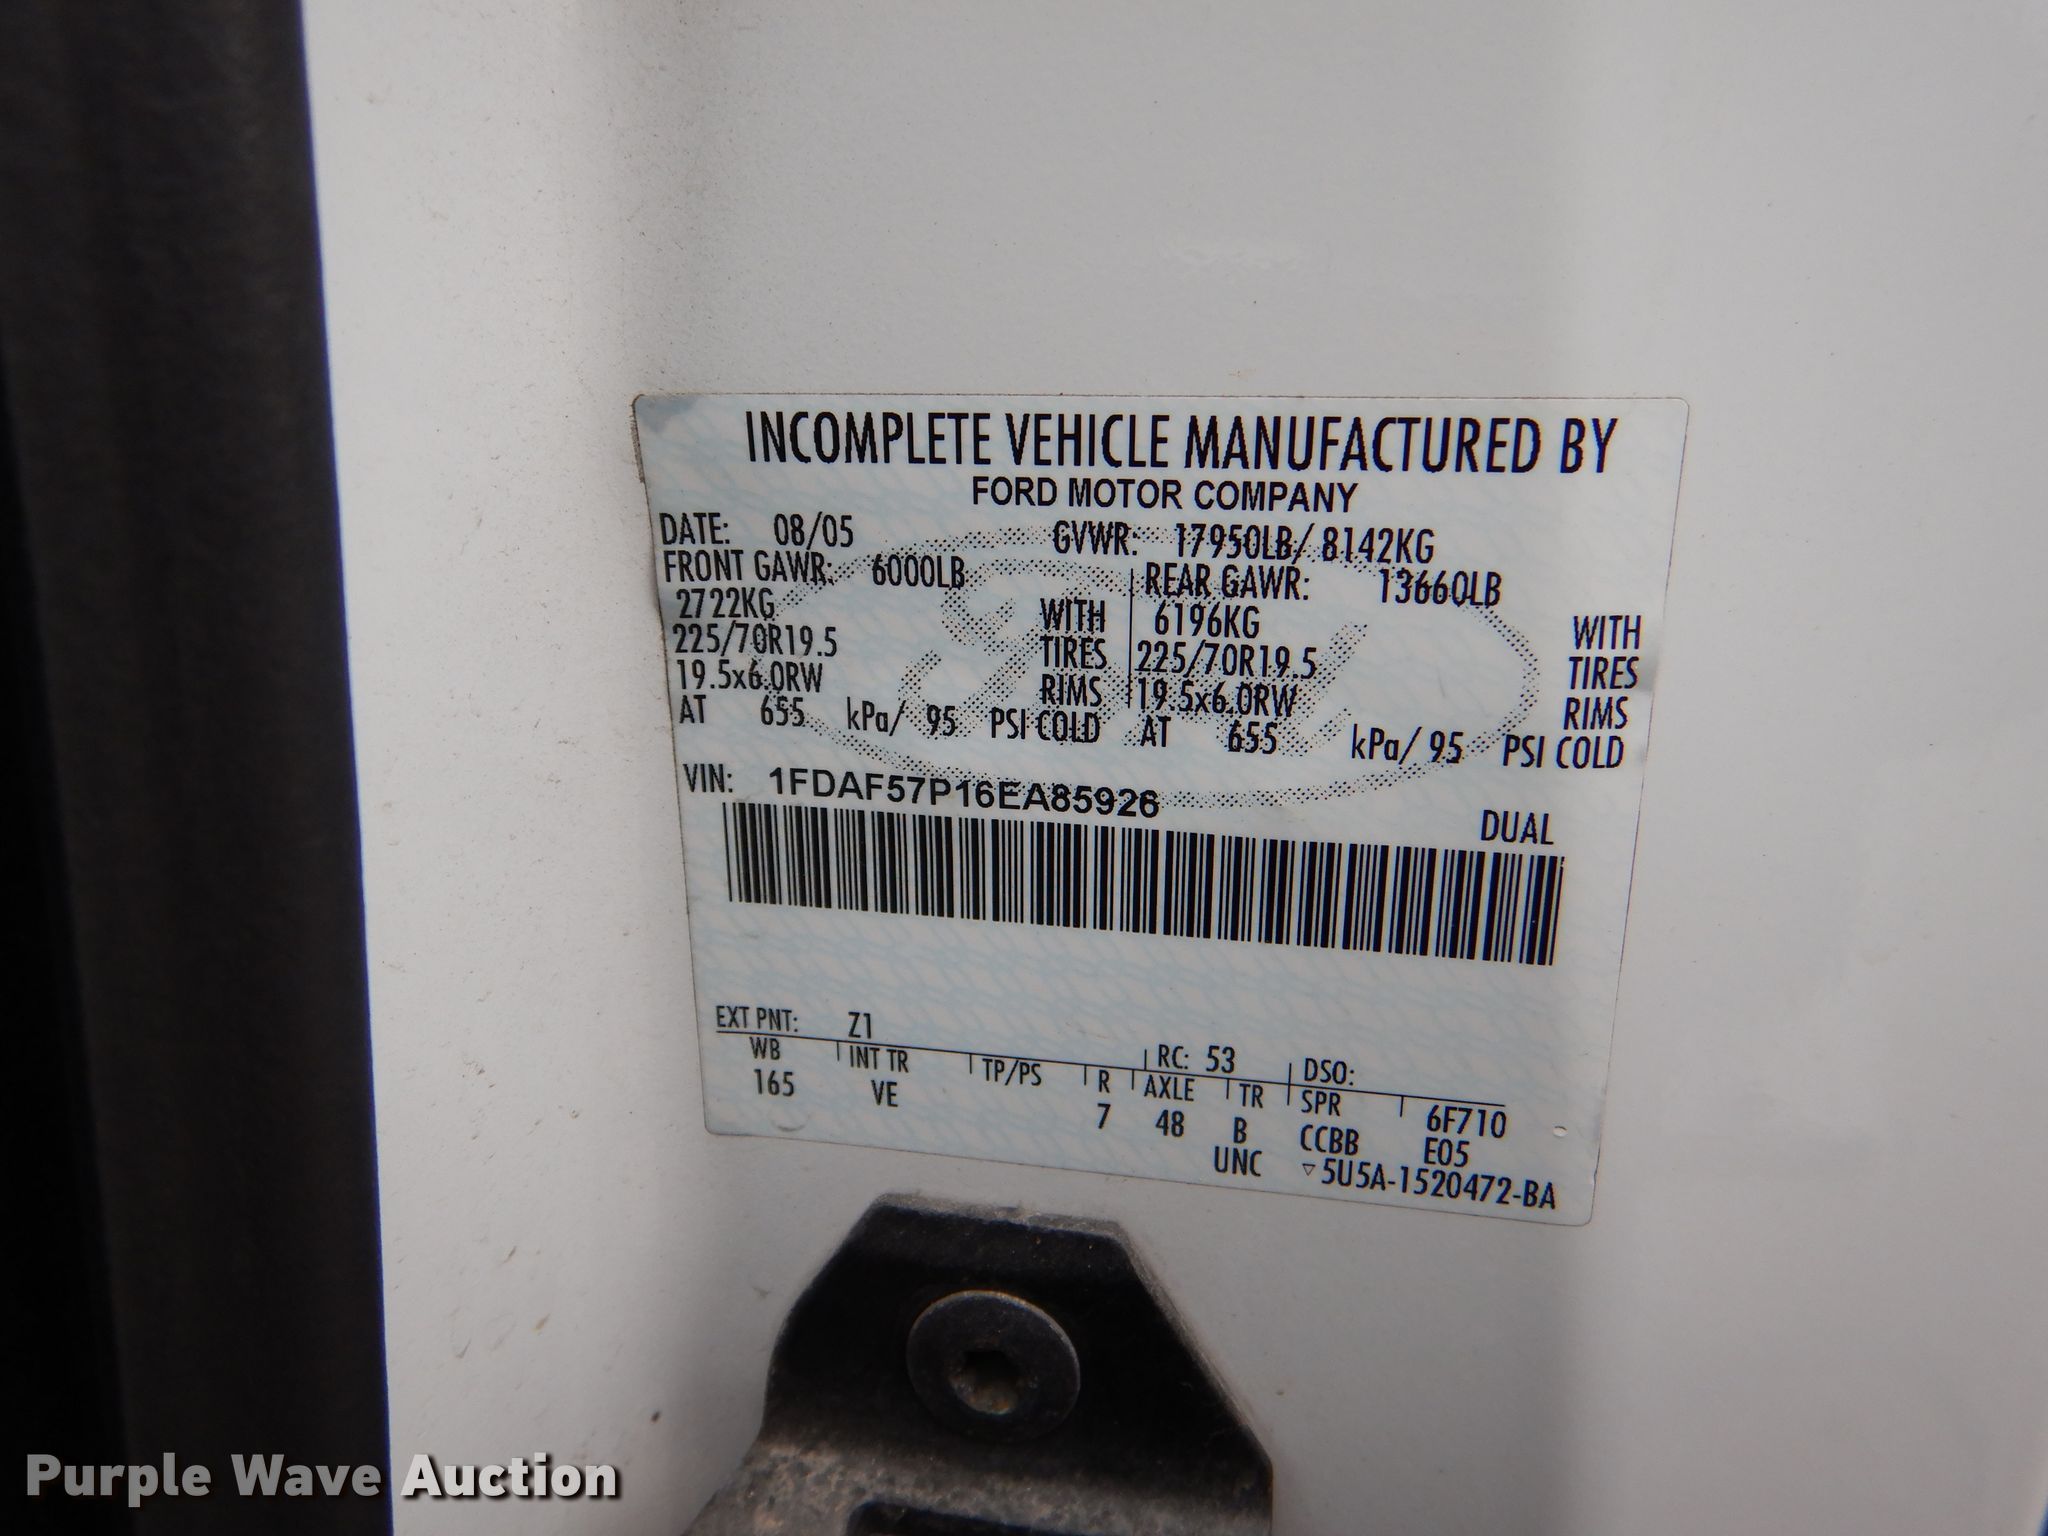 INCOMPLETE VEHICLE MANUFACTURED BY
FORD MOTOR COMPANY
DATE: 08/05 GVWR: 17950LB/ 8142KG
FRONT GAWR: 6000LB REAR GAWR: 13660LB
2722KG WITH 6196KG WITH
225/70R19.5 TIRES 225/70R19.5 TIRES
19.5x6.0RW RIMS 19.5x6.0RW RIMS
AT 655 kPa/ 95 PSI COLD AT 655 kPa/ 95 PSI COLD
VIN: 1FDAF57P16EA85926
DUAL
EXT PNT: Z1 RC: 53 DSO:
WB INT TR TP/PS R AXLE TR SPR 6F710
165 VE 7 48 B CCBB E05
UNC ▿5U5A-1520472-BA
Purple Wave Auction